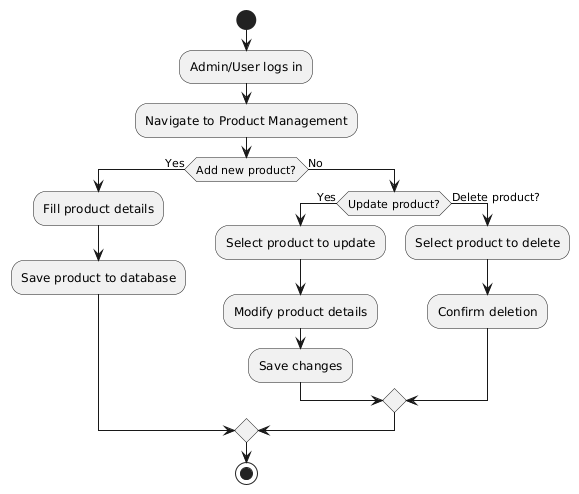 Admin/User logs in
Navigate to Product Management
Yes
Add new product?
No
Fill product details
Save product to database
Yes
Update product?
Delete product?
Select product to update
Modify product details
Save changes
Select product to delete
Confirm deletion